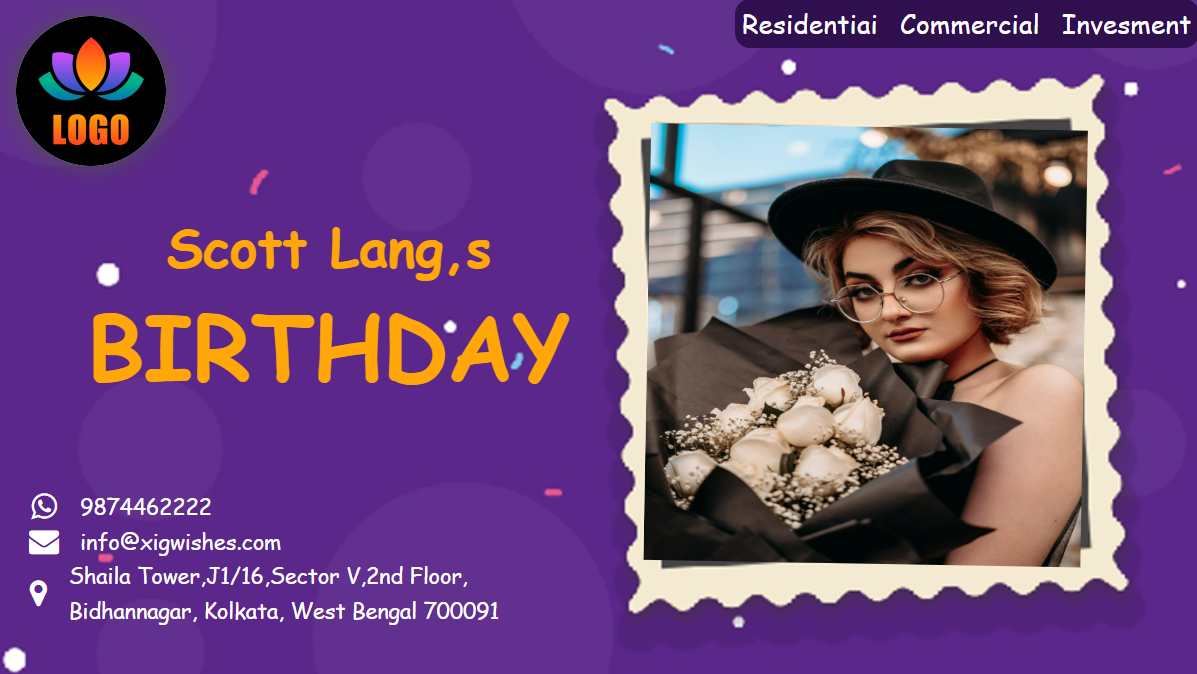 Residentiai Commercial Invesment
LOGO
Scott Lang,s
BIRTHDAY
9874462222
info@xigwishes.com
Shaila Tower,J1/16,Sector V,2nd Floor,
Bidhannagar, Kolkata, West Bengal 700091